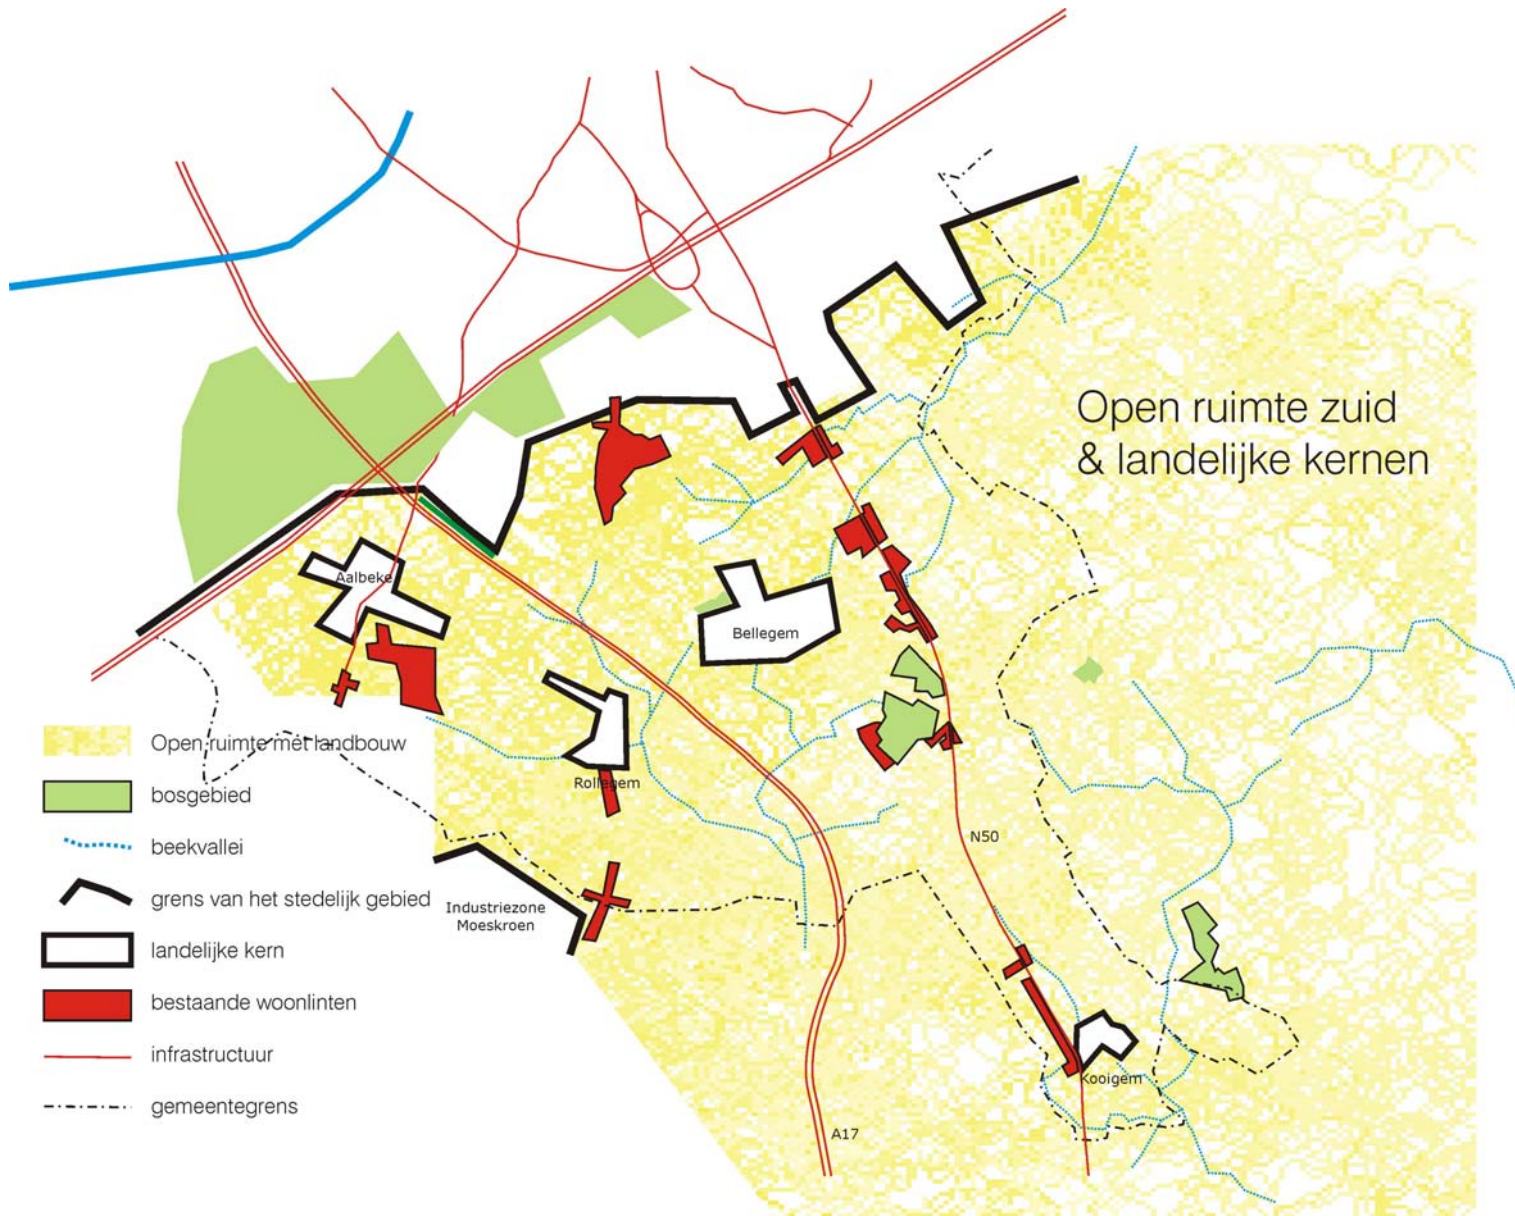 Open ruimte zuid
& landelijke kernen
Aalbeke
Bellegem
Rollegem
N50
Industriezone
Moeskroen
Kooigem
A17
Open ruimte met landbouw
bosgebied
beekvallei
grens van het stedelijk gebied
landelijke kern
bestaande woonlinten
infrastructuur
gemeentegrens